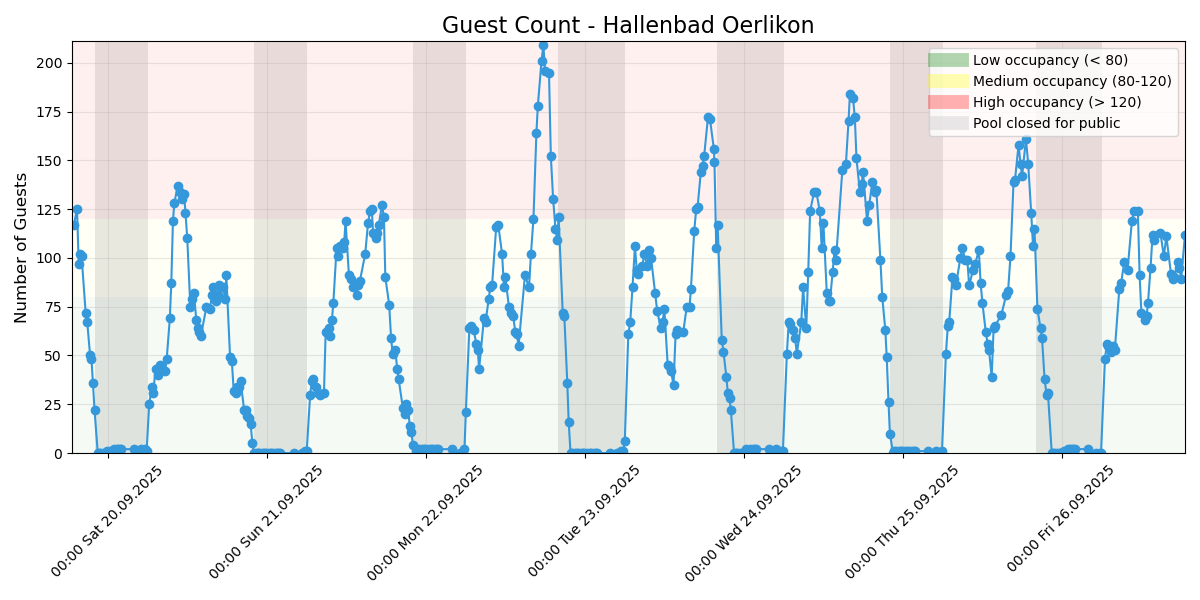 Guest Count - Hallenbad Oerlikon
Number of Guests
200
175
150
125
100
75
50
25
0
Low occupancy (< 80)
Medium occupancy (80-120)
High occupancy (> 120)
Pool closed for public
00:00 Sat 20.09.2025
00:00 Sun 21.09.2025
00:00 Mon 22.09.2025
00:00 Tue 23.09.2025
00:00 Wed 24.09.2025
00:00 Thu 25.09.2025
00:00 Fri 26.09.2025